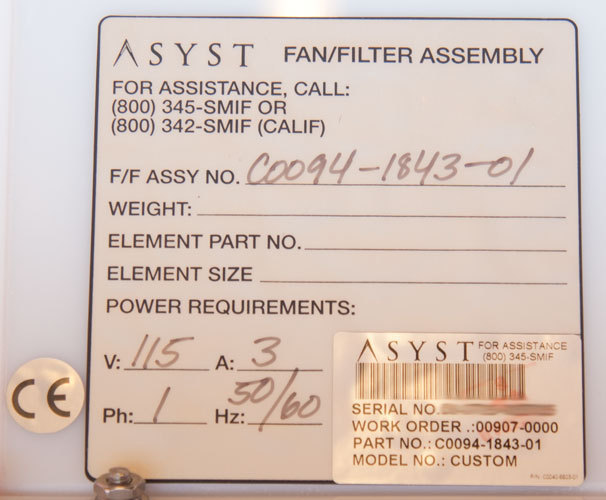 ASYST FAN/FILTER ASSEMBLY
FOR ASSISTANCE, CALL:
(800) 345-SMIF OR
(800) 342-SMIF (CALIF)
F/F ASSY NO. C0094-1843-01
WEIGHT:
ELEMENT PART NO.
ELEMENT SIZE
POWER REQUIREMENTS:
V: 115 A: 3
Ph: 1 Hz: 50/60
CE
ASYST FOR ASSISTANCE
(800) 345-SMIF
SERIAL NO.
WORK ORDER .:00907-0000
PART NO.: C0094-1843-01
MODEL NO.: CUSTOM